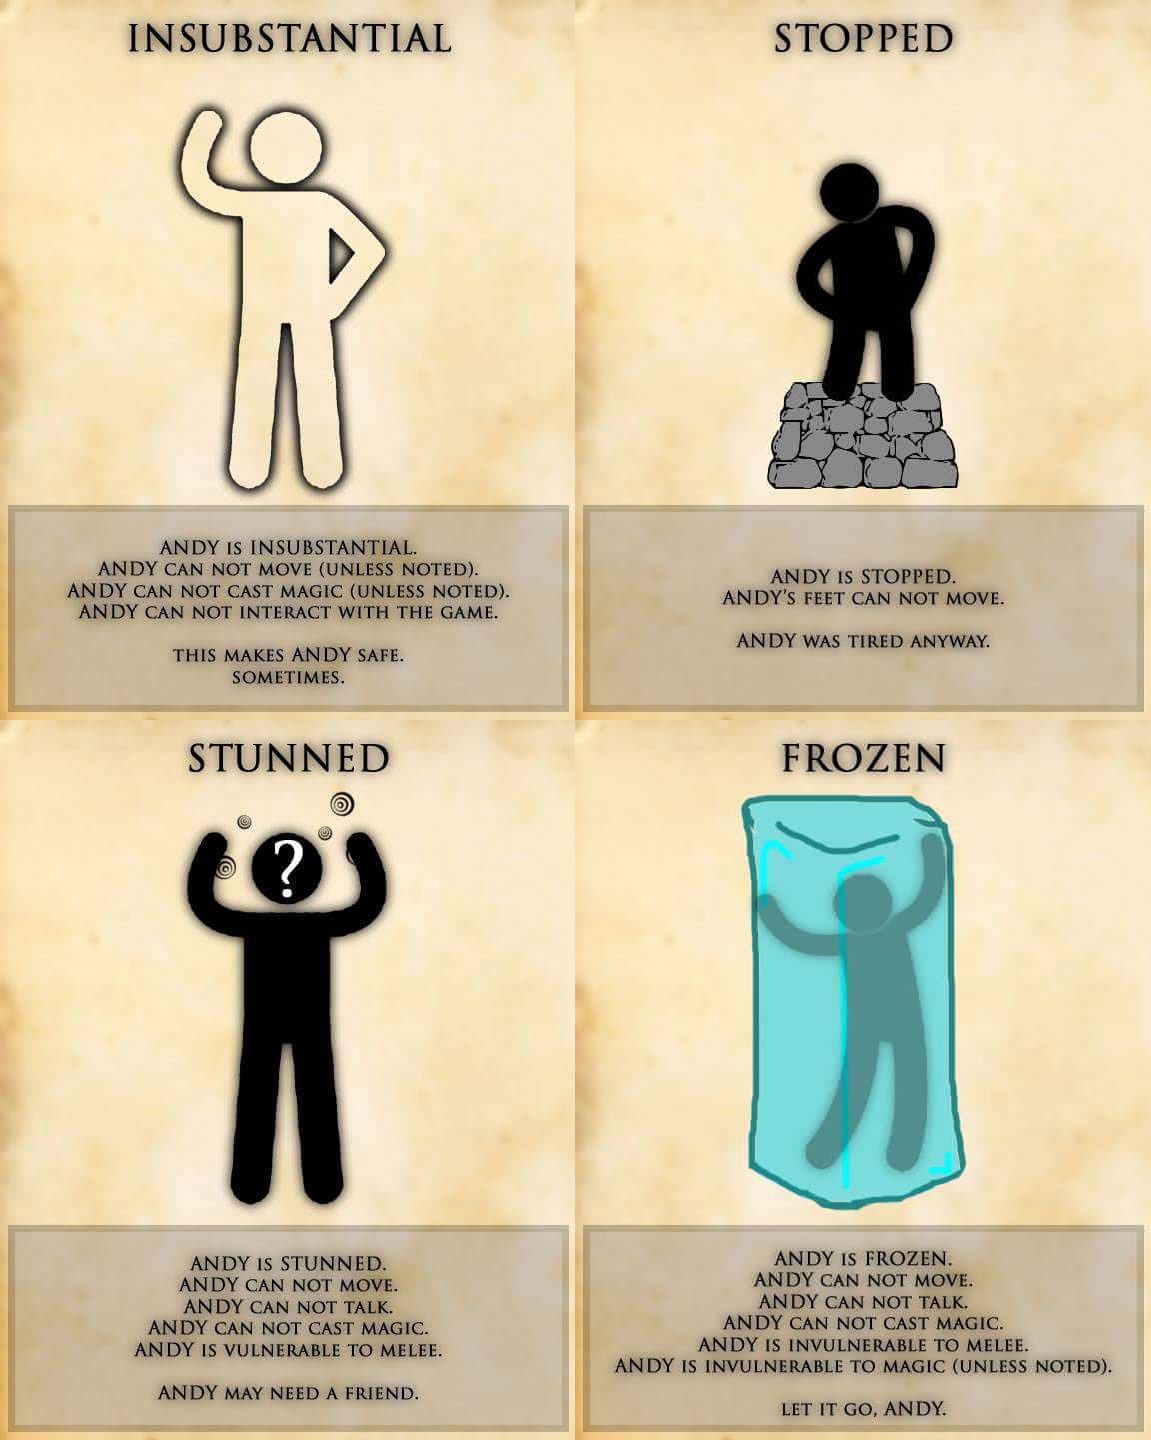 INSUBSTANTIAL
ANDY IS INSUBSTANTIAL.
ANDY CAN NOT MOVE (UNLESS NOTED).
ANDY CAN NOT CAST MAGIC (UNLESS NOTED).
ANDY CAN NOT INTERACT WITH THE GAME.
THIS MAKES ANDY SAFE.
SOMETIMES.
STOPPED
ANDY IS STOPPED.
ANDY'S FEET CAN NOT MOVE.
ANDY WAS TIRED ANYWAY.
STUNNED
?
ANDY IS STUNNED.
ANDY CAN NOT MOVE.
ANDY CAN NOT TALK.
ANDY CAN NOT CAST MAGIC.
ANDY IS VULNERABLE TO MELEE.
ANDY MAY NEED A FRIEND.
FROZEN
ANDY IS FROZEN.
ANDY CAN NOT MOVE.
ANDY CAN NOT TALK.
ANDY CAN NOT CAST MAGIC.
ANDY IS INVULNERABLE TO MELEE.
ANDY IS INVULNERABLE TO MAGIC (UNLESS NOTED).
LET IT GO, ANDY.